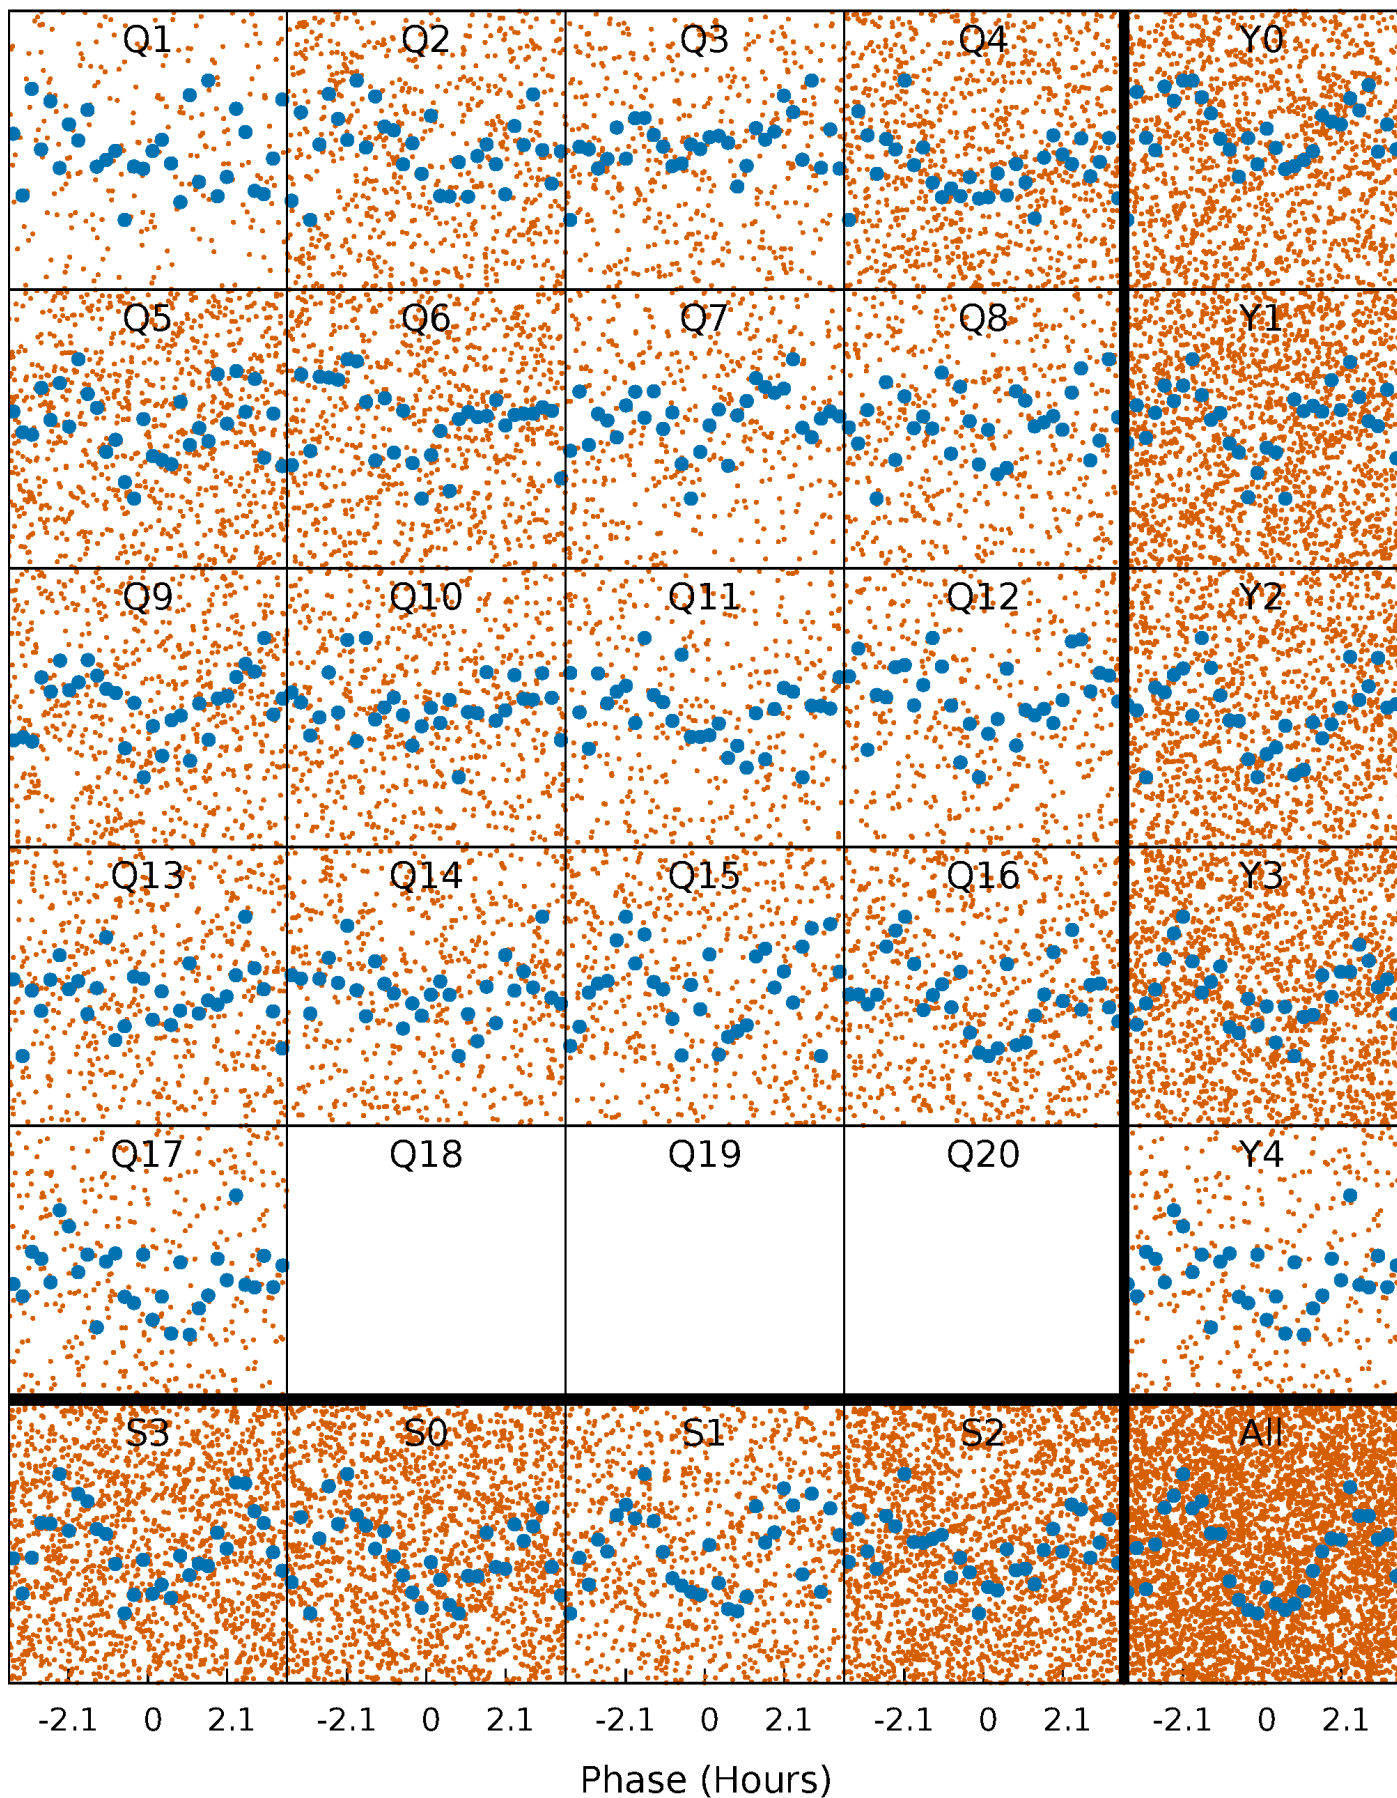 Q1 Q2 Q3 Q4 Y0
Q5 Q6 Q7 Q8 Y1
Q9 Q10 Q11 Q12 Y2
Q13 Q14 Q15 Q16 Y3
Q17 Q18 Q19 Q20 Y4
S3 S0 S1 S2 All
-2.1 0 2.1 -2.1 0 2.1 -2.1 0 2.1 -2.1 0 2.1 -2.1 0 2.1
Phase (Hours)